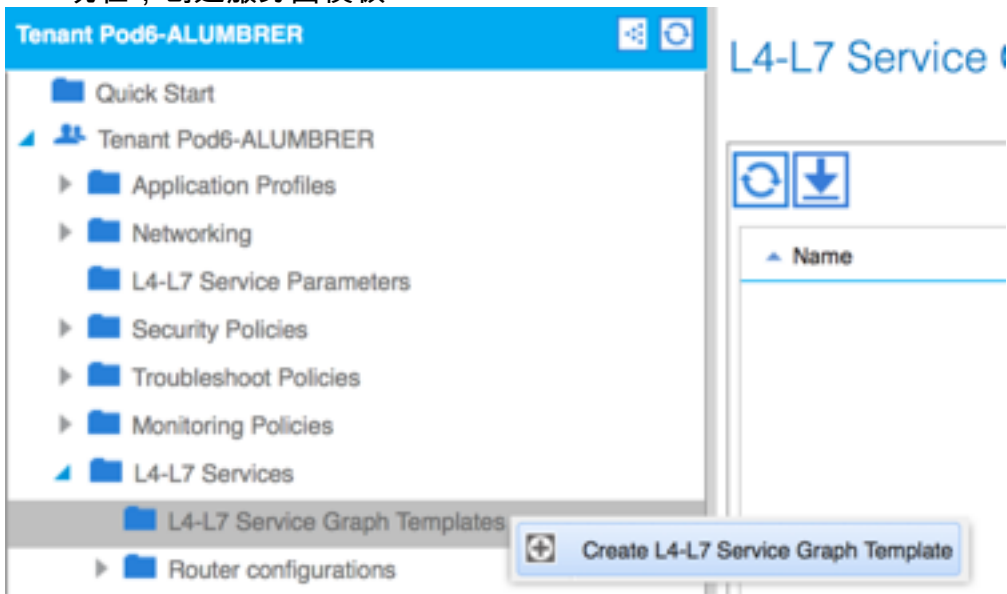 Tenant Pod6-ALUMBRER
Quick Start
Tenant Pod6-ALUMBRER
Application Profiles
Networking
L4-L7 Service Parameters
Security Policies
Troubleshoot Policies
Monitoring Policies
L4-L7 Services
L4-L7 Service Graph Templates
Router configurations
L4-L7 Service
Name
Create L4-L7 Service Graph Template